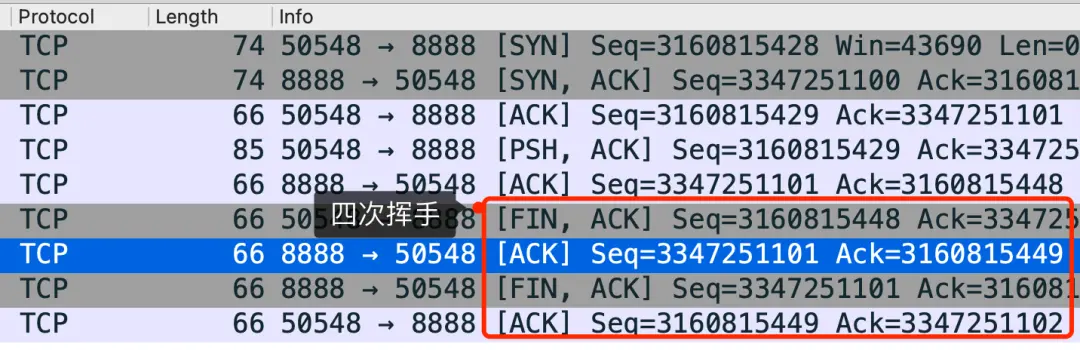 Protocol Length Info
TCP 74 50548 → 8888 [SYN] Seq=3160815428 Win=43690 Len=0
TCP 74 8888 → 50548 [SYN, ACK] Seq=3347251100 Ack=316081
TCP 66 50548 → 8888 [ACK] Seq=3160815429 Ack=3347251101
TCP 85 50548 → 8888 [PSH, ACK] Seq=3160815429 Ack=334725
TCP 66 8888 → 50548 [ACK] Seq=3347251101 Ack=3160815448
四次挥手
TCP 66 [FIN, ACK] Seq=3160815448 Ack=334725
TCP 66 8888 → 50548 [ACK] Seq=3347251101 Ack=3160815449
TCP 66 8888 → 50548 [FIN, ACK] Seq=3347251101 Ack=316081
TCP 66 50548 → 8888 [ACK] Seq=3160815449 Ack=3347251102